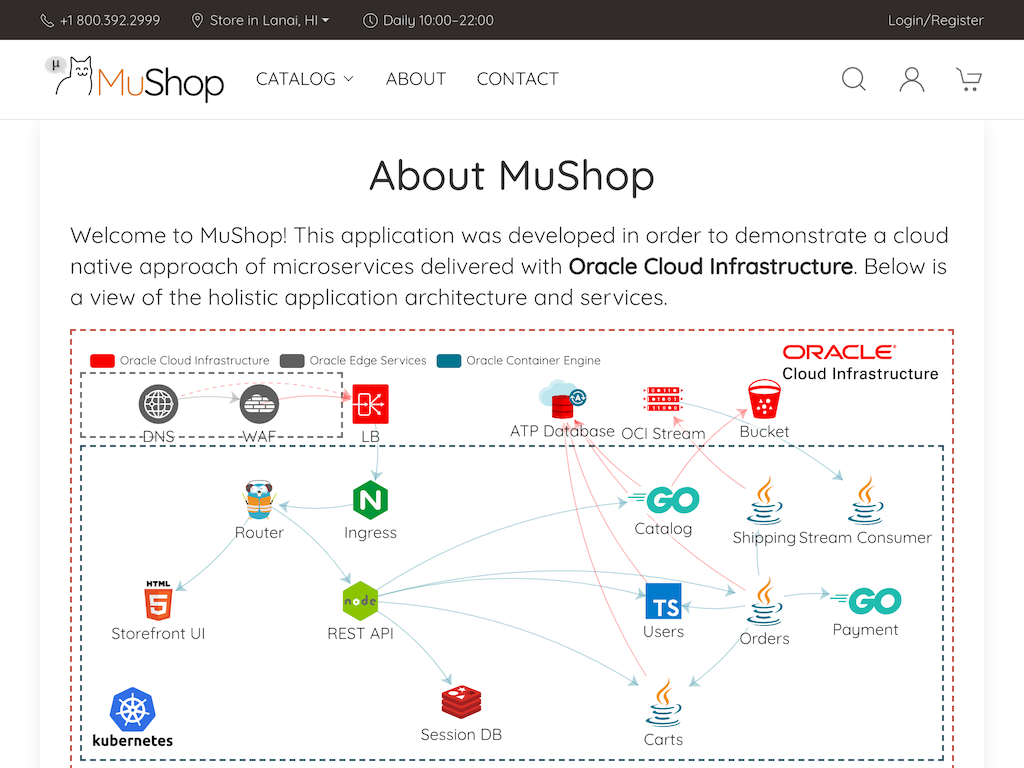 +1 800.392.2999 Store in Lanai, HI Daily 10:00–22:00 Login/Register
µ MuShop CATALOG ABOUT CONTACT
About MuShop
Welcome to MuShop! This application was developed in order to demonstrate a cloud
native approach of microservices delivered with Oracle Cloud Infrastructure. Below is
a view of the holistic application architecture and services.
ORACLE
Oracle Cloud Infrastructure Oracle Edge Services Oracle Container Engine
Cloud Infrastructure
DNS WAF LB ATP Database OCI Stream Bucket
N GO
Router Ingress Catalog Shipping Stream Consumer
HTML
5 node TS GO
Storefront UI REST API Users Orders Payment
kubernetes Session DB Carts